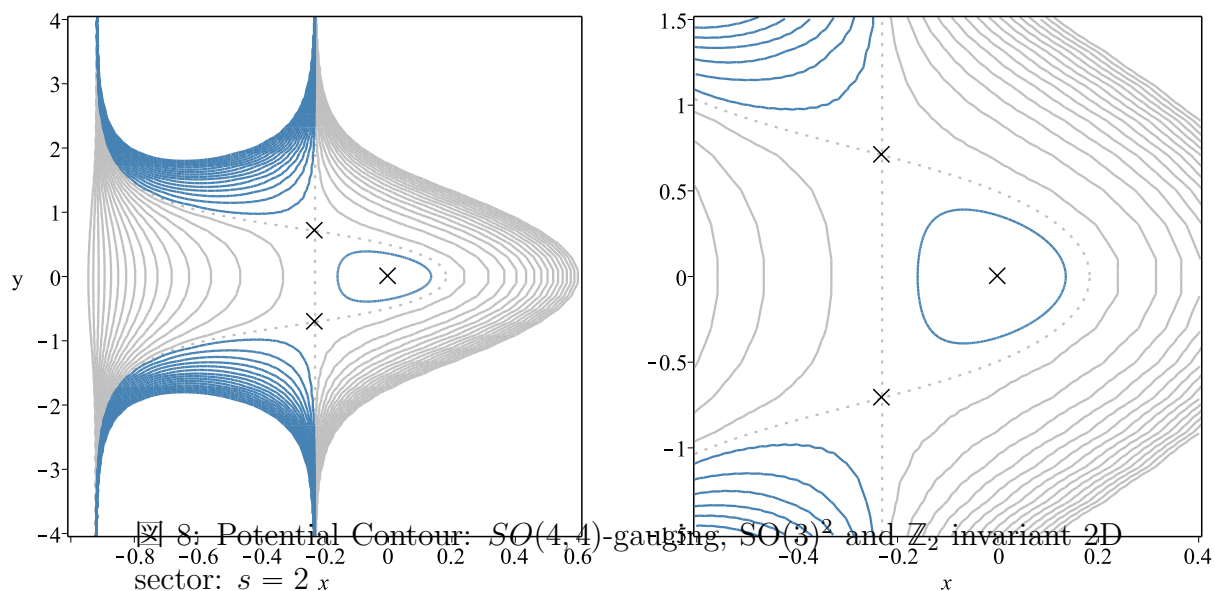 4
3
2
1
0
−1
−2
−3
−4
y
−0.8 −0.6 −0.4 −0.2 0 0.2 0.4 0.6
x
1.5
1
0.5
0
−0.5
−1
−1.5
−0.4 −0.2 0 0.2 0.4
x
図 8: Potential Contour: SO(4,4)-gauging, SO(3)² and ℤ₂ invariant 2D
sector: s = 2